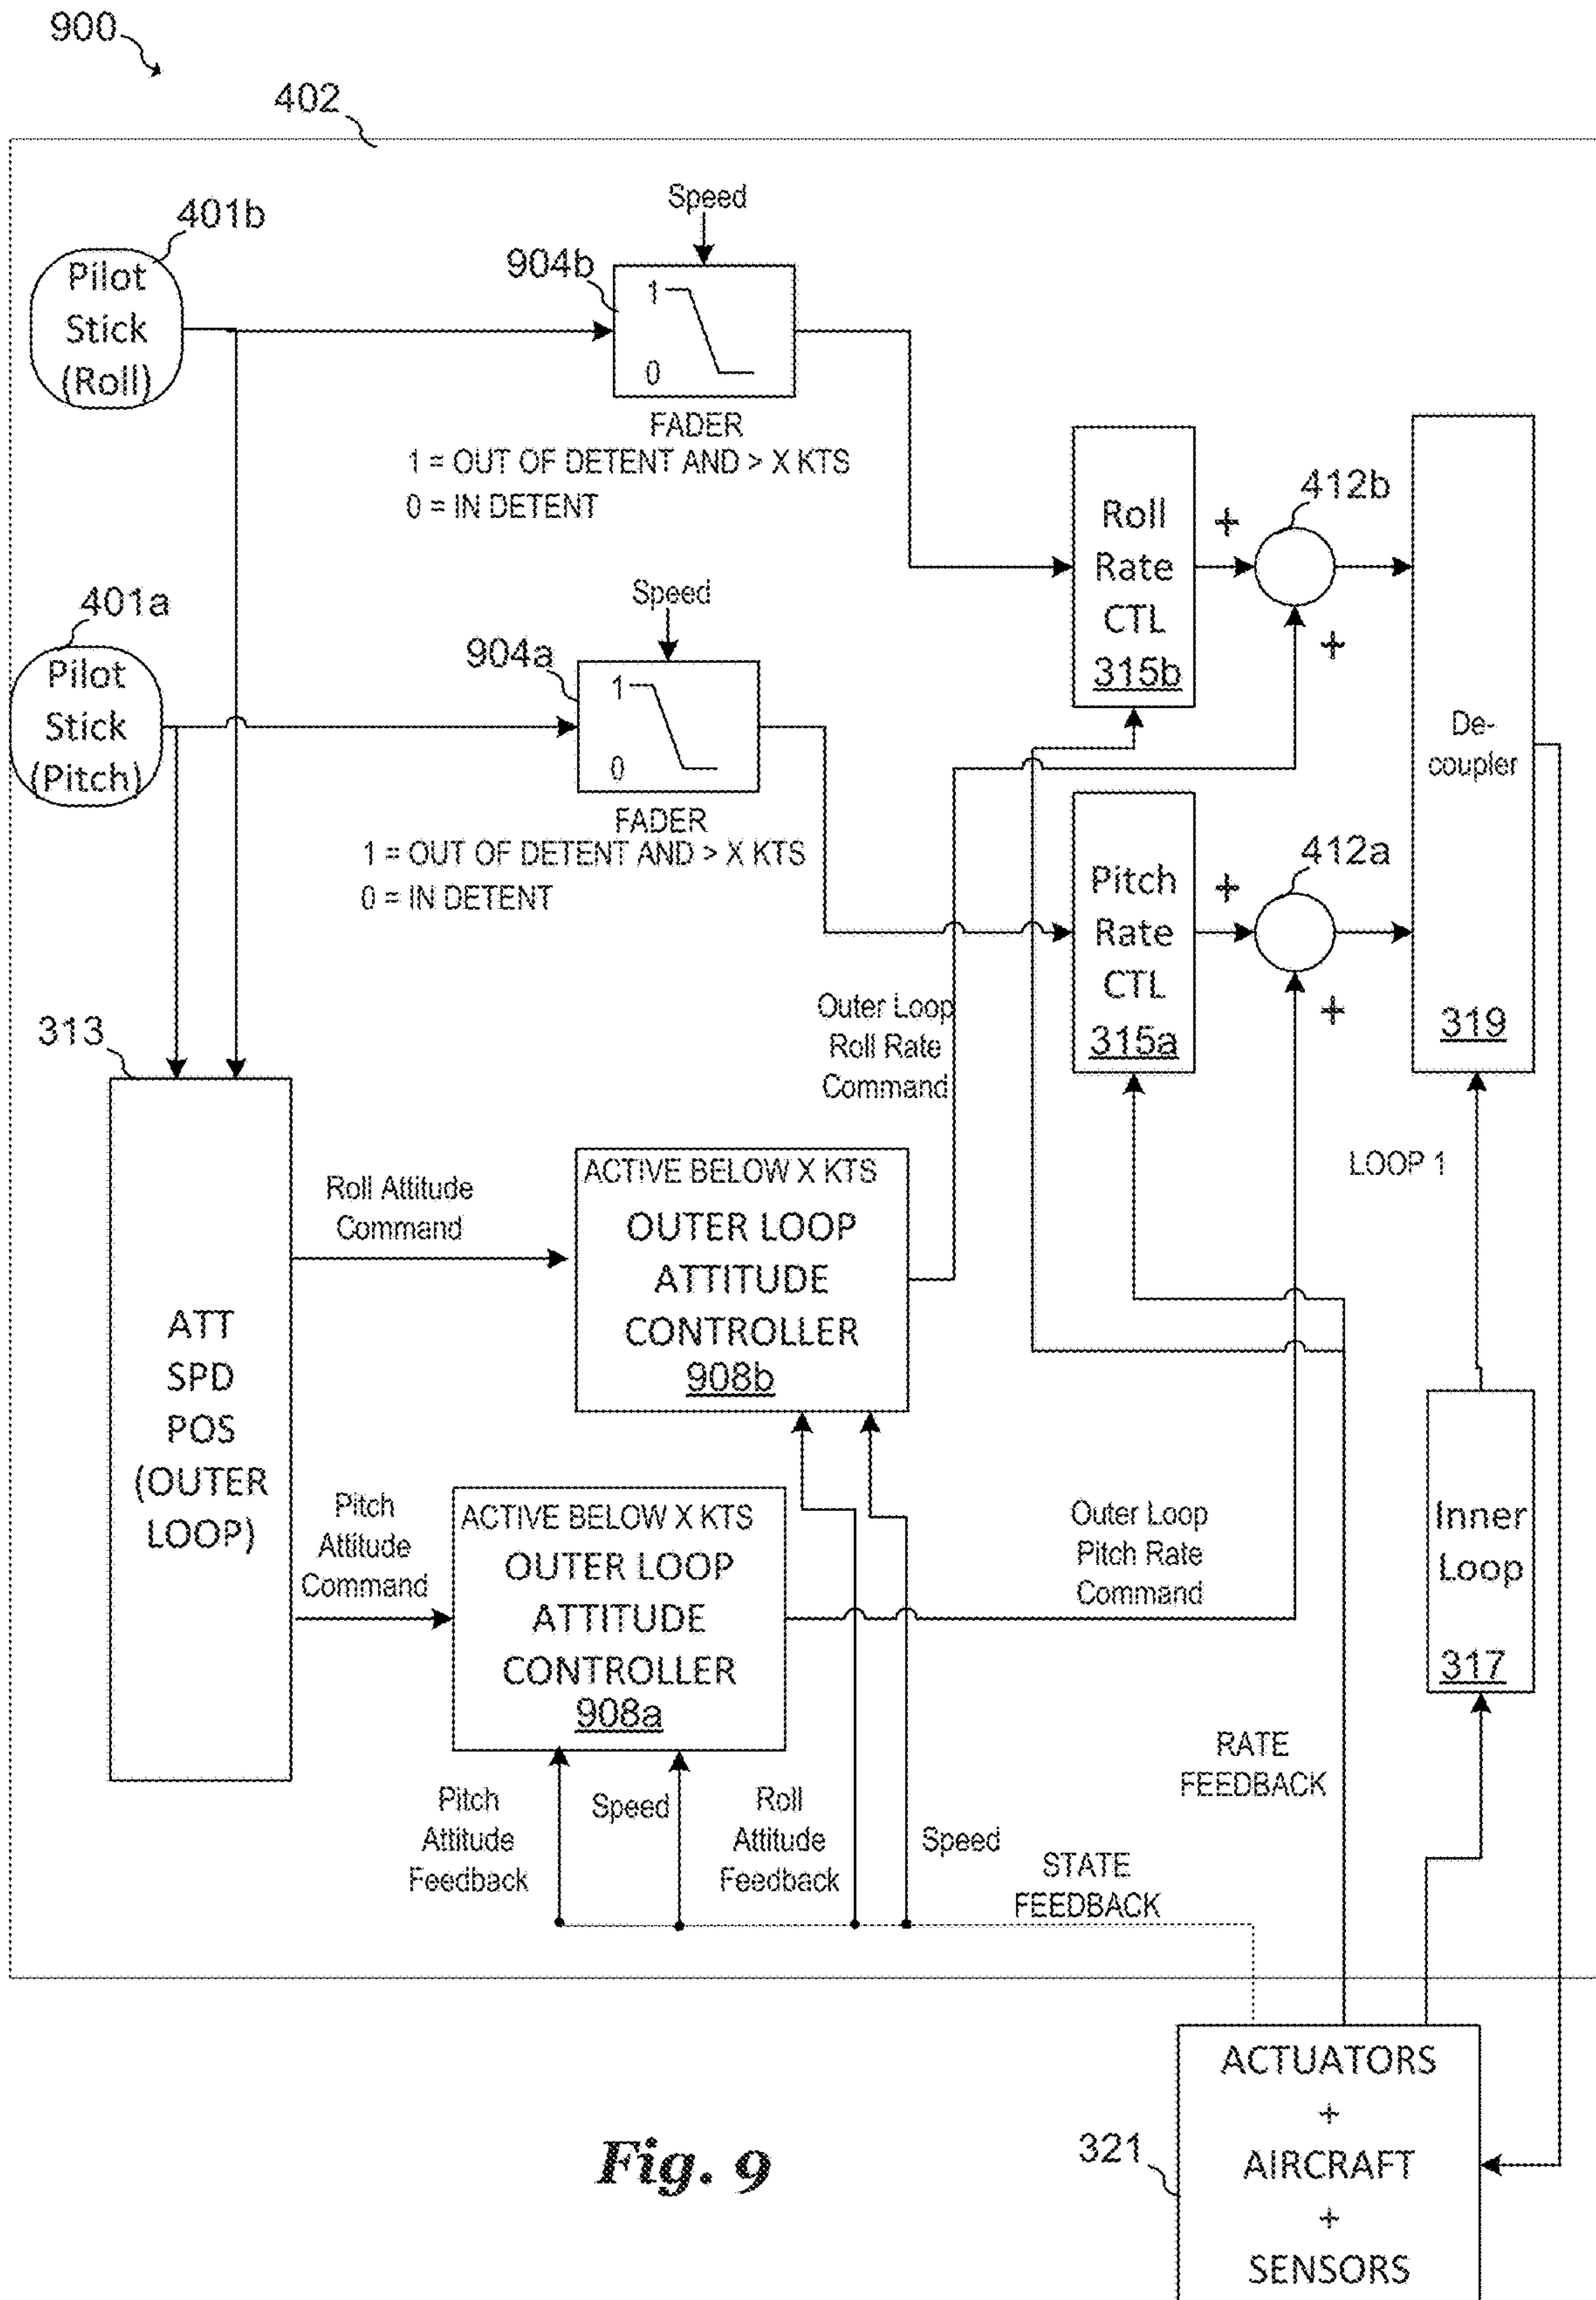 900
402
401b
Pilot
Stick
(Roll)
Speed
904b
1
0
FADER
1 = OUT OF DETENT AND > X KTS
0 = IN DETENT
401a
Pilot
Stick
(Pitch)
Speed
904a
1
0
FADER
1 = OUT OF DETENT AND > X KTS
0 = IN DETENT
Roll
Rate
CTL
315b
+
412b
+
Pitch
Rate
CTL
315a
+
412a
+
De-
coupler
319
313
ATT
SPD
POS
(OUTER
LOOP)
Roll Attitude
Command
Pitch
Attitude
Command
ACTIVE BELOW X KTS
OUTER LOOP
ATTITUDE
CONTROLLER
908b
Outer Loop
Roll Rate
Command
ACTIVE BELOW X KTS
OUTER LOOP
ATTITUDE
CONTROLLER
908a
Outer Loop
Pitch Rate
Command
LOOP 1
Inner
Loop
317
Pitch
Attitude
Feedback
Speed
Roll
Attitude
Feedback
Speed
STATE
FEEDBACK
RATE
FEEDBACK
321
ACTUATORS
+
AIRCRAFT
+
SENSORS
Fig. 9